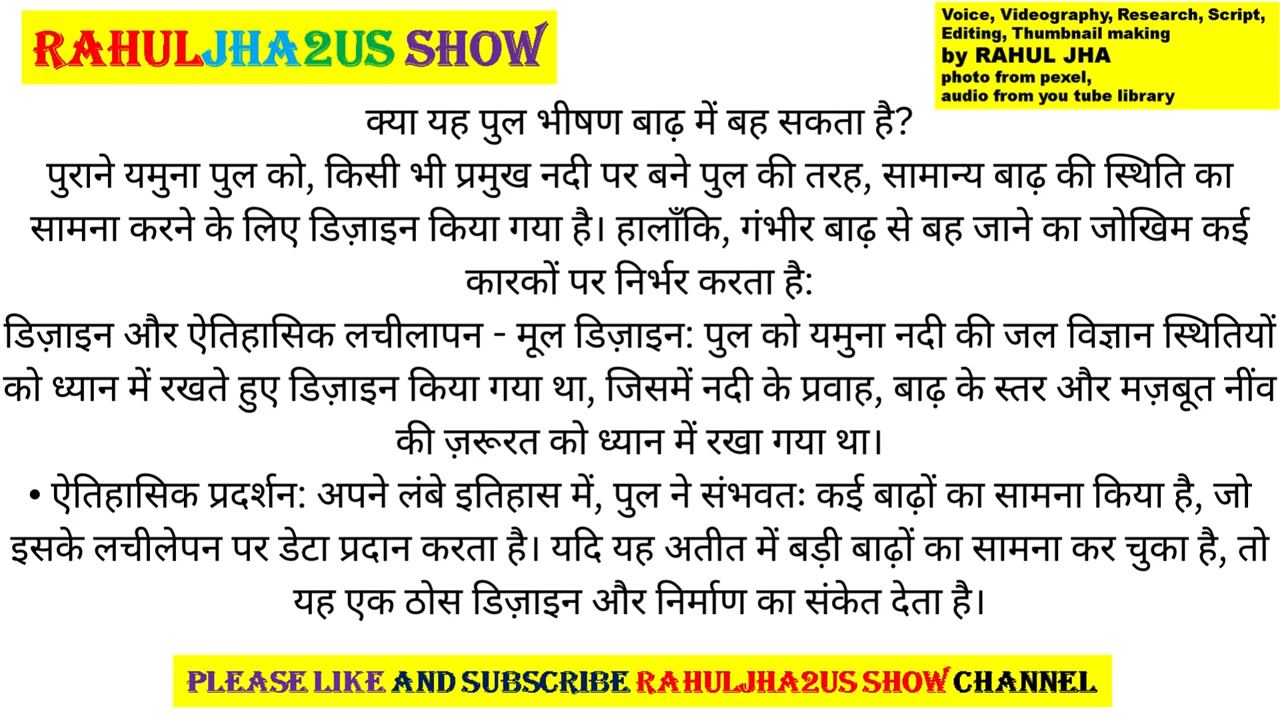 RAHULJHA2US SHOW
Voice, Videography, Research, Script,
Editing, Thumbnail making
by RAHUL JHA
photo from pexel,
audio from you tube library
क्या यह पुल भीषण बाढ़ में बह सकता है?
पुराने यमुना पुल को, किसी भी प्रमुख नदी पर बने पुल की तरह, सामान्य बाढ़ की स्थिति का
सामना करने के लिए डिज़ाइन किया गया है। हालाँकि, गंभीर बाढ़ से बह जाने का जोखिम कई
कारकों पर निर्भर करता है:
डिज़ाइन और ऐतिहासिक लचीलापन - मूल डिज़ाइन: पुल को यमुना नदी की जल विज्ञान स्थितियों
को ध्यान में रखते हुए डिज़ाइन किया गया था, जिसमें नदी के प्रवाह, बाढ़ के स्तर और मज़बूत नींव
की ज़रूरत को ध्यान में रखा गया था।
• ऐतिहासिक प्रदर्शन: अपने लंबे इतिहास में, पुल ने संभवतः कई बाढ़ों का सामना किया है, जो
इसके लचीलेपन पर डेटा प्रदान करता है। यदि यह अतीत में बड़ी बाढ़ों का सामना कर चुका है, तो
यह एक ठोस डिज़ाइन और निर्माण का संकेत देता है।
PLEASE LIKE AND SUBSCRIBE RAHULJHA2US SHOW CHANNEL